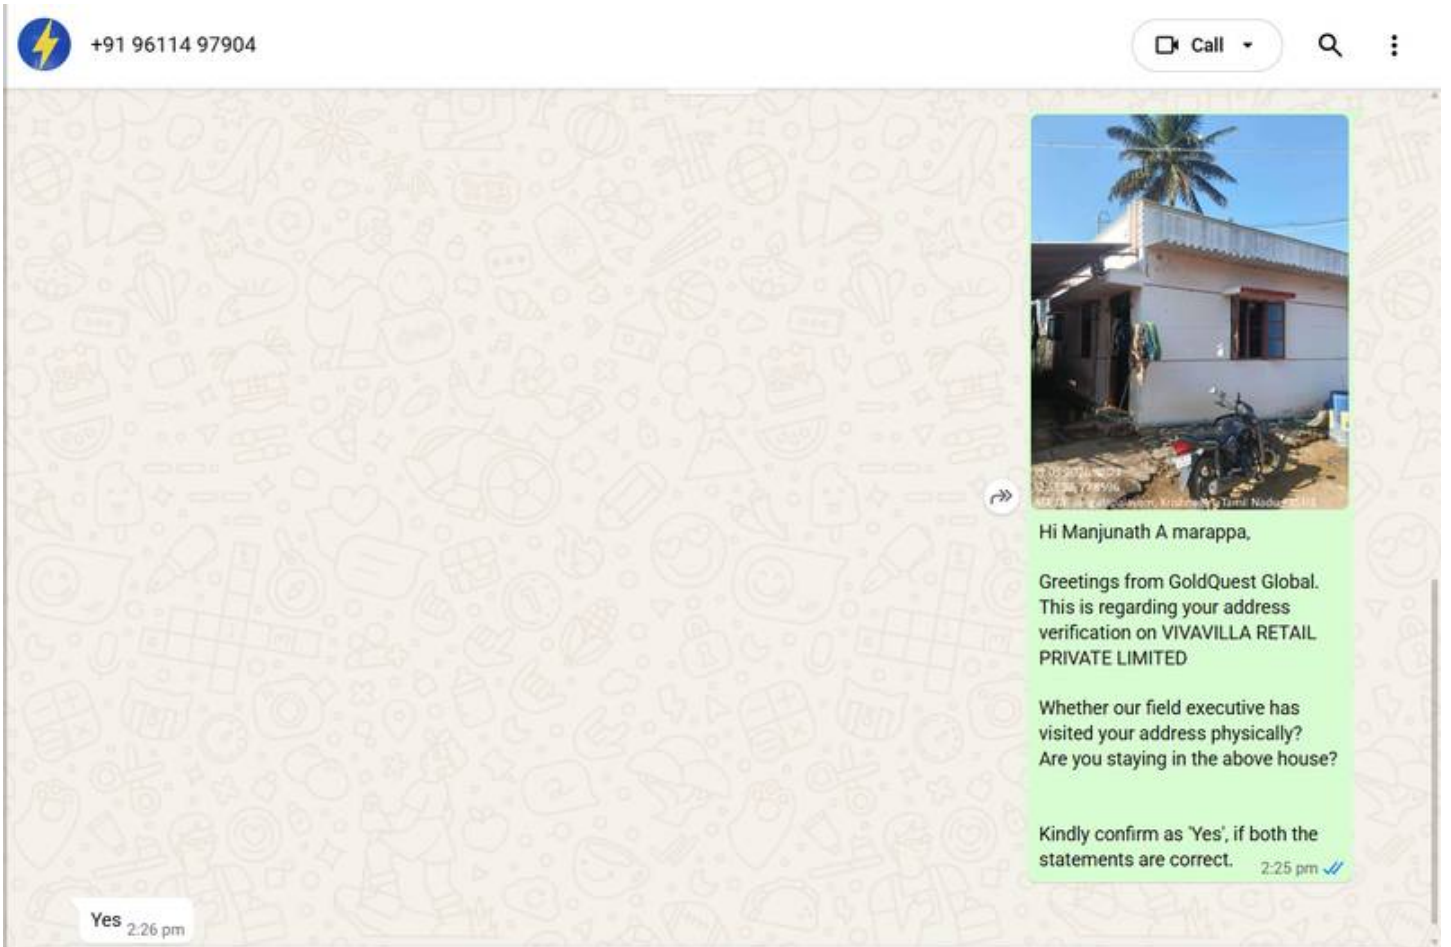 +91 96114 97904
Call
Tamil Nadu
Hi Manjunath A marappa,
Greetings from GoldQuest Global.
This is regarding your address
verification on VIVAVILLA RETAIL
PRIVATE LIMITED
Whether our field executive has
visited your address physically?
Are you staying in the above house?
Kindly confirm as 'Yes', if both the
statements are correct.
2:25 pm
Yes 2:26 pm